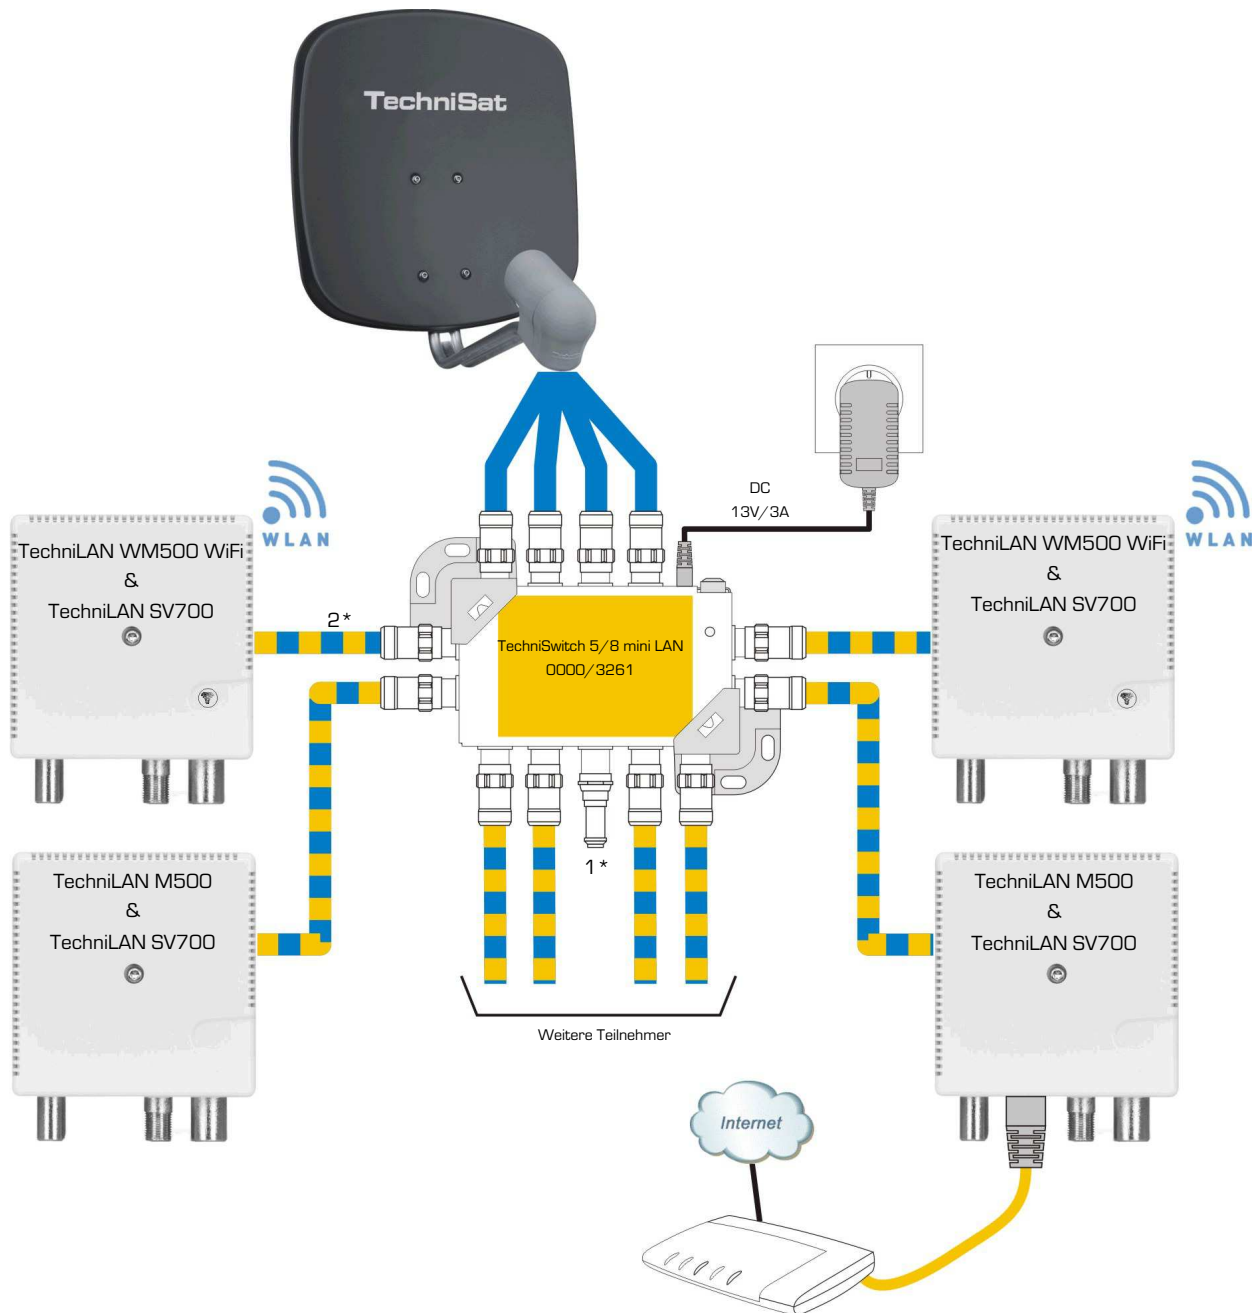 TechniSat
DC
13V/3A
WLAN
WLAN
TechniLAN WM500 WiFi
&
TechniLAN SV700
TechniLAN WM500 WiFi
&
TechniLAN SV700
2*
TechniSwitch 5/8 mini LAN
0000/3261
1*
TechniLAN M500
&
TechniLAN SV700
TechniLAN M500
&
TechniLAN SV700
Weitere Teilnehmer
Internet